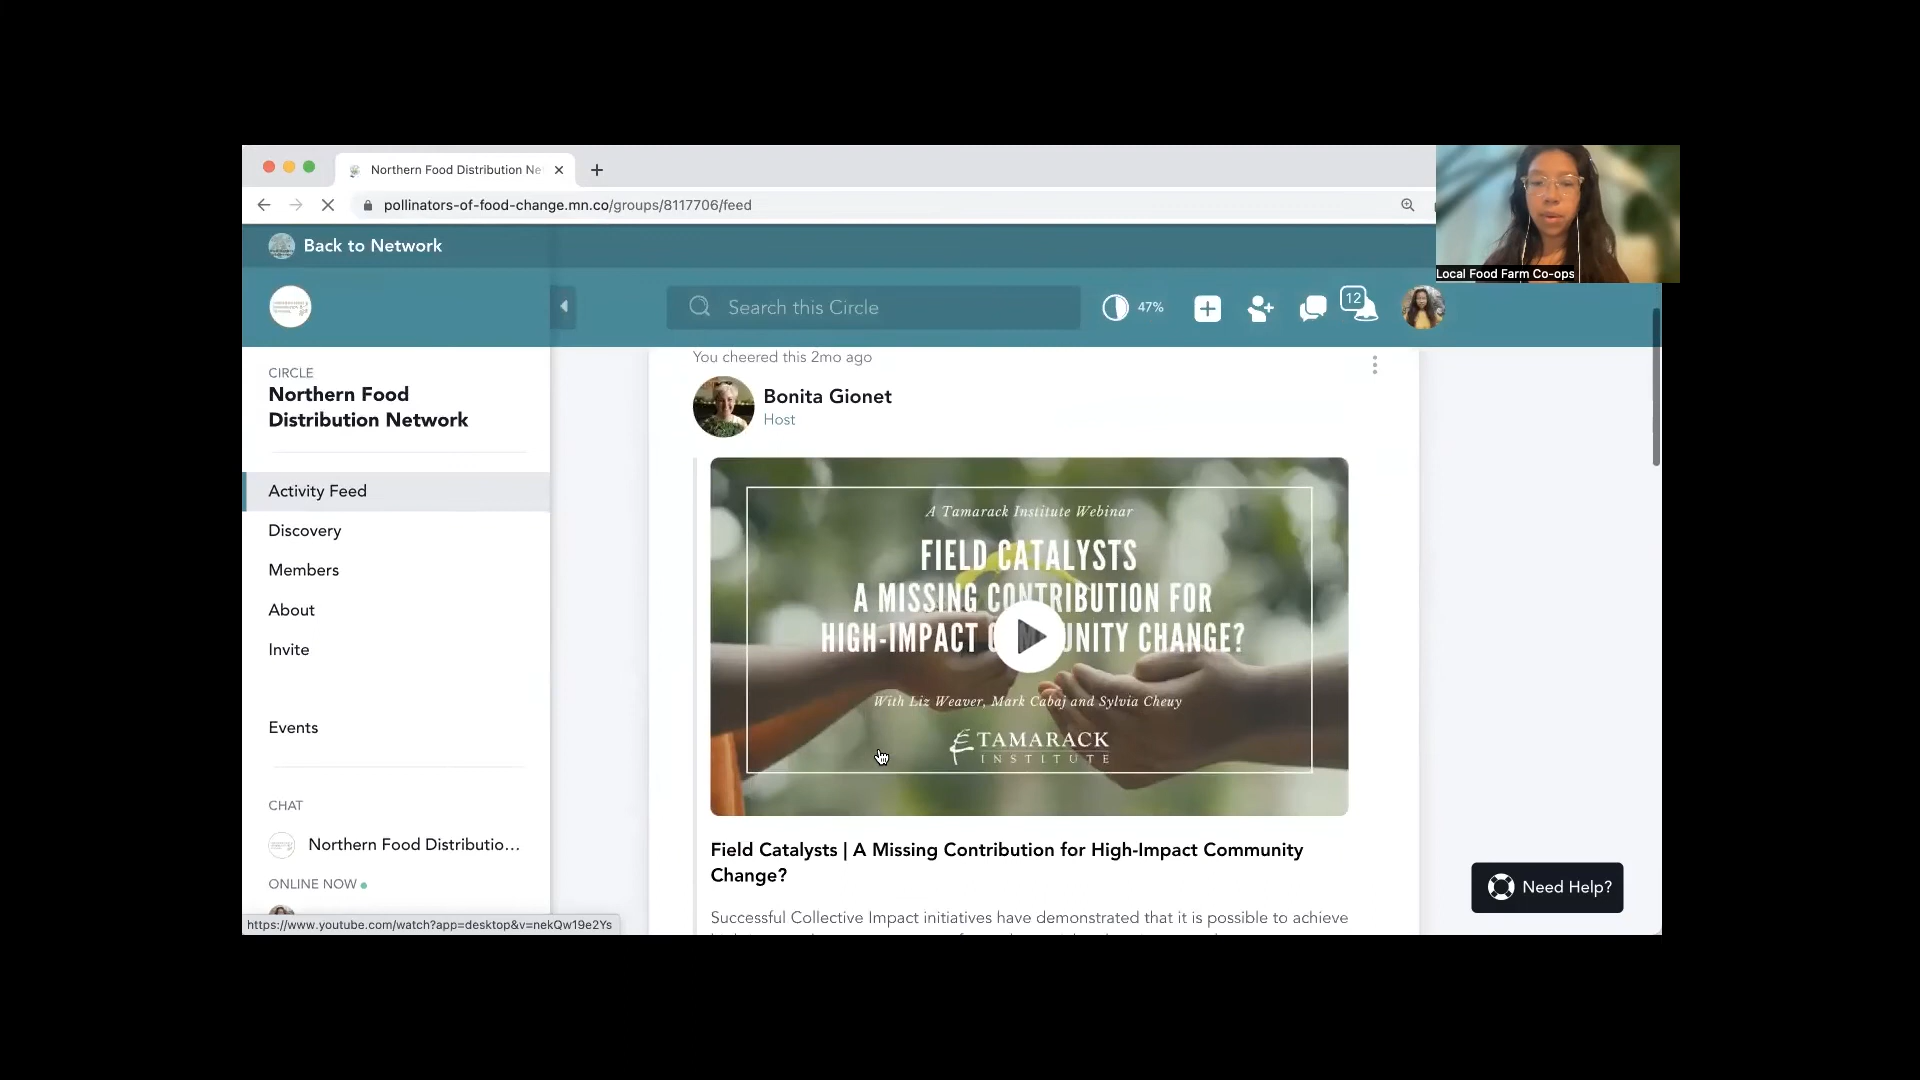 Northern Food Distribution Ne
pollinators-of-food-change.mn.co/groups/8117706/feed
Local Food Farm Co-ops
Back to Network
Search this Circle
47%
12
CIRCLE
Northern Food
Distribution Network
Activity Feed
Discovery
Members
About
Invite
Events
CHAT
Northern Food Distributio...
ONLINE NOW
https://www.youtube.com/watch?app=desktop&v=nekQw19e2Ys
You cheered this 2mo ago
Bonita Gionet
Host
A Tamarack Institute Webinar
FIELD CATALYSTS
A MISSING CONTRIBUTION FOR
HIGH-IMPACT COMMUNITY CHANGE?
With Liz Weaver, Mark Cabaj and Sylvia Cheuy
TAMARACK
INSTITUTE
Field Catalysts | A Missing Contribution for High-Impact Community
Change?
Successful Collective Impact initiatives have demonstrated that it is possible to achieve
Need Help?